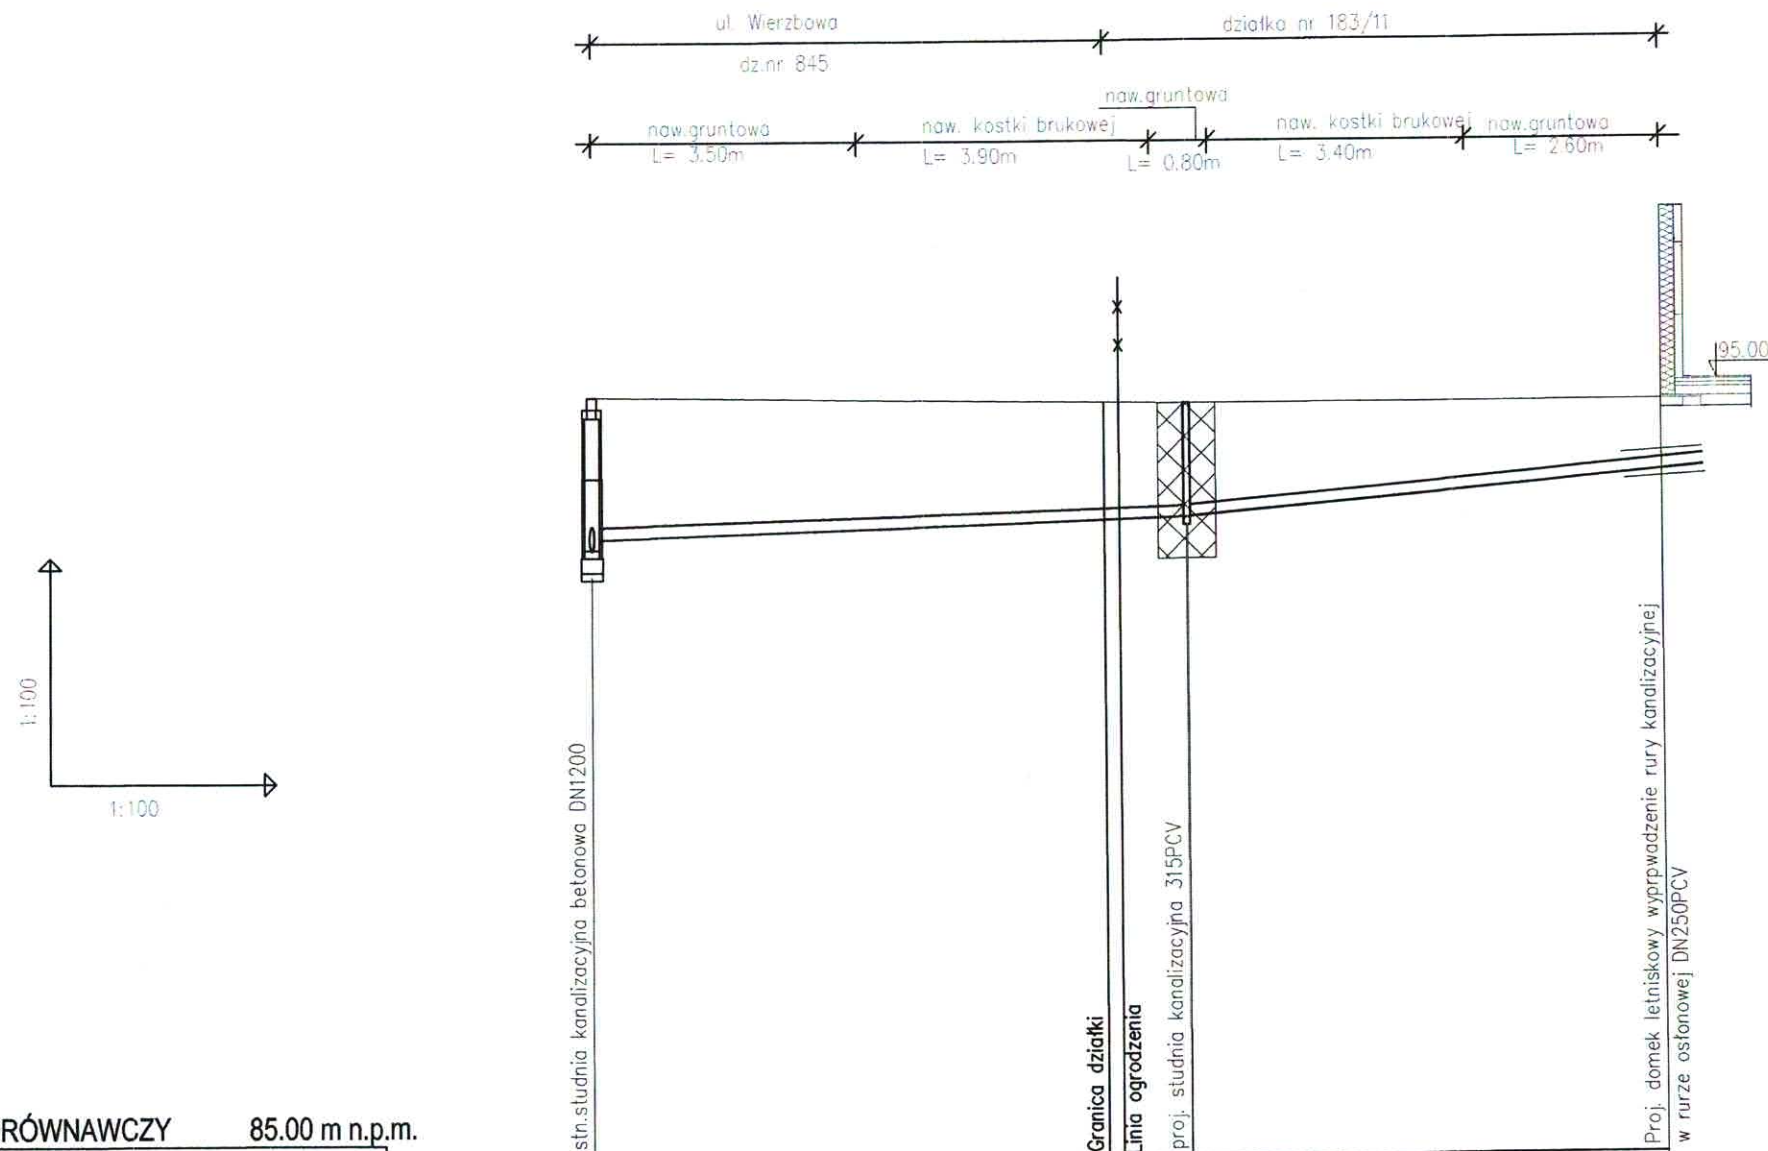 ul. Wierzbowa
działka nr 183/11
dz.nr 845
naw.gruntowa
naw.gruntowa
naw. kostki brukowej
naw. kostki brukowej
naw.gruntowa
L= 3.50m
L= 3.90m
L= 0.80m
L= 3.40m
L= 2.60m
95.00
1:100
1:100
stn.studnia kanalizacyjna betonowa DN1200
Granica działki
Linia ogrodzenia
proj. studnia kanalizacyjna 315PCV
Proj. domek letniskowy wyprpwadzenie rury kanalizacyjnej
w rurze osłonowej DN250PCV
RÓWNAWCZY 85.00 m n.p.m.